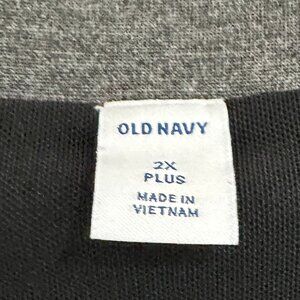 OLD NAVY
2X
PLUS
MADE IN
VIETNAM